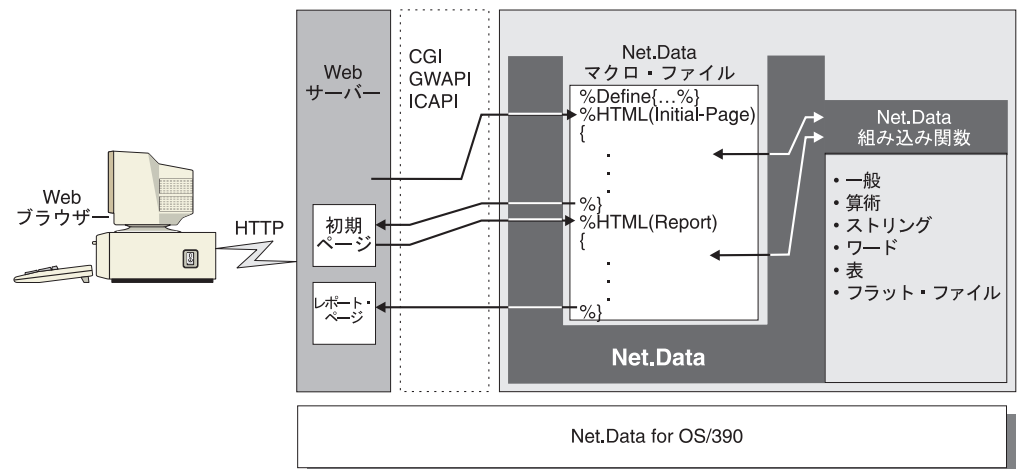 Web
ブラウザー
HTTP
Web
サーバー
初期
ページ
レポート・
ページ
CGI
GWAPI
ICAPI
Net.Data
マクロ・ファイル
%Define{...%}
%HTML(Initial-Page)
{
.
.
.
%}
%HTML(Report)
{
.
.
.
%}
Net.Data
Net.Data
組み込み関数
・一般
・算術
・ストリング
・ワード
・表
・フラット・ファイル
Net.Data for OS/390